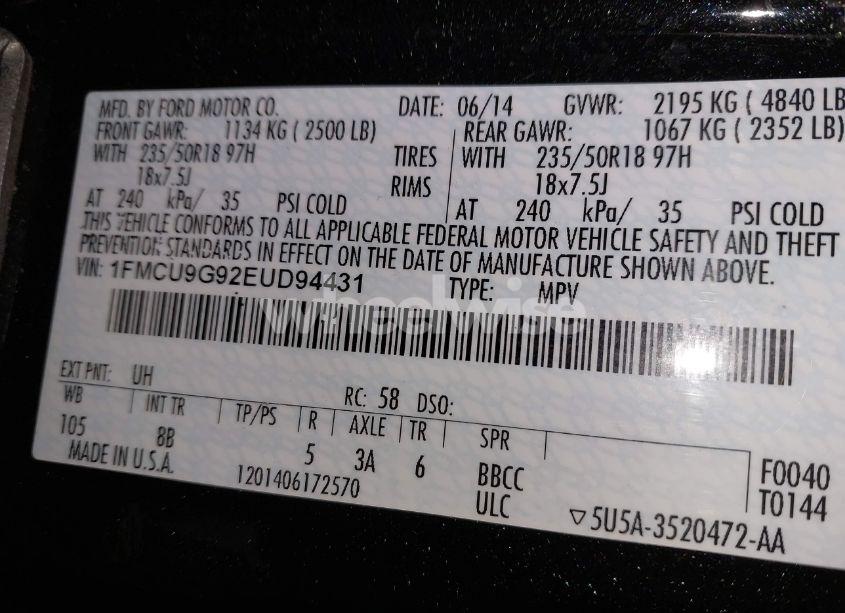 MFD. BY FORD MOTOR CO. DATE: 06/14 GVWR: 2195 KG ( 4840 LB
FRONT GAWR: 1134 KG ( 2500 LB) REAR GAWR: 1067 KG ( 2352 LB)
WITH 235/50R18 97H TIRES WITH 235/50R18 97H
18x7.5J RIMS 18x7.5J
AT 240 kPa/ 35 PSI COLD AT 240 kPa/ 35 PSI COLD
THIS VEHICLE CONFORMS TO ALL APPLICABLE FEDERAL MOTOR VEHICLE SAFETY AND THEFT
PREVENTION STANDARDS IN EFFECT ON THE DATE OF MANUFACTURE SHOWN ABOVE.
VIN: 1FMCU9G92EUD94431 TYPE: MPV
wheelwise
EXT PNT: UH RC: 58 DSO:
WB INT TR TP/PS R AXLE TR SPR
105 8B 5 3A 6 BBCC F0040
MADE IN U.S.A. 1201406172570 ULC T0144
▽5U5A-3520472-AA